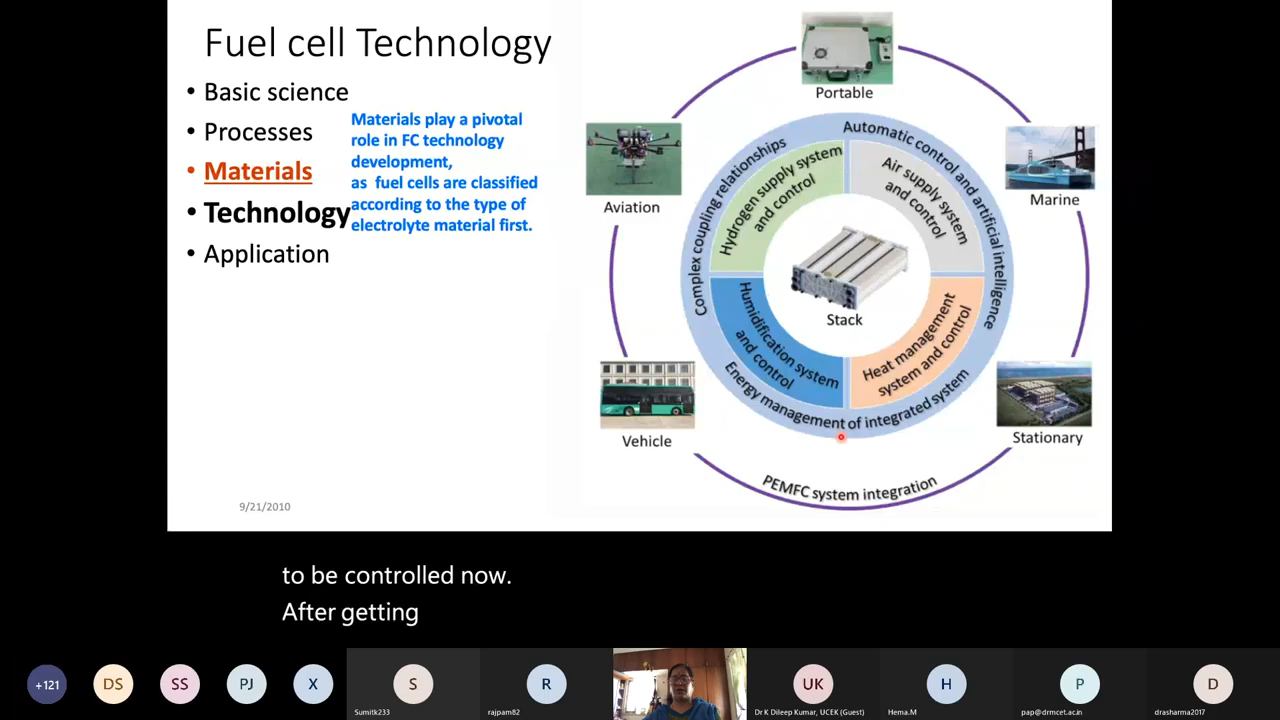 Fuel cell Technology
• Basic science
• Processes
• Materials
• Technology
• Application
Materials play a pivotal
role in FC technology
development,
as fuel cells are classified
according to the type of
electrolyte material first.
9/21/2010
Portable
Aviation
Marine
Vehicle
Stationary
Complex coupling relationships
Automatic control and artificial intelligence
Energy management of integrated system
Hydrogen supply system
and control
Air supply system
and control
Humidification system
and control
Heat management
system and control
Stack
PEMFC system integration
to be controlled now.
After getting
+121
DS
SS
PJ
X
S
Sumitk233
R
rajpam82
UK
Dr K Dileep Kumar, UCEK (Guest)
H
Hema.M
P
pap@drmcet.ac.in
D
drasharma2017